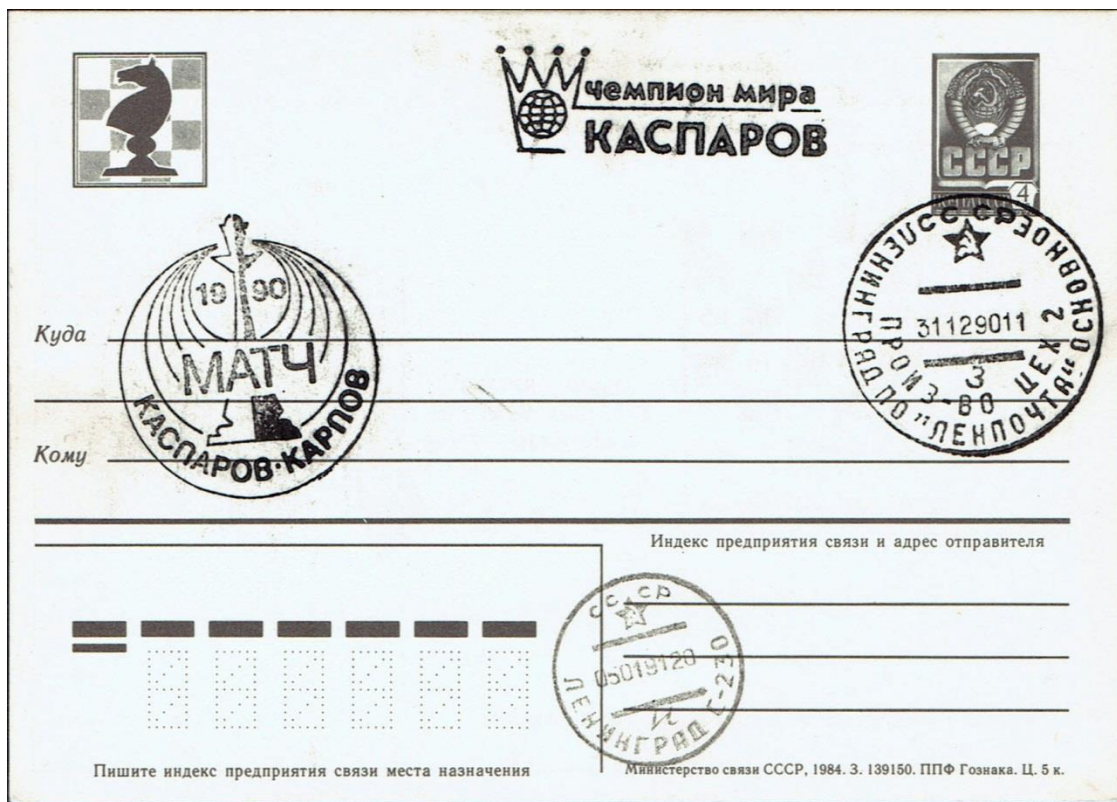 чемпион мира
КАСПАРОВ
СССР
4
1990
МАТЧ
КАСПАРОВ·КАРПОВ
СССР
ЛЕНИНГРАД ПО "ЛЕНПОЧТА" ОСНОВНОЕ
ПРОИЗ-ВО ЦЕХ 2
31129011
3
Куда
Кому
Индекс предприятия связи и адрес отправителя
СССР
05019120
И
ЛЕНИНГРАД С-230
Пишите индекс предприятия связи места назначения
Министерство связи СССР, 1984. З. 139150. ППФ Гознака. Ц. 5 к.